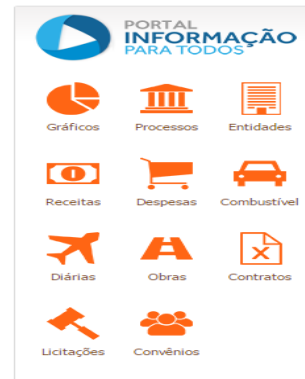 PORTAL
INFORMAÇÃO
PARA TODOS
Gráficos Processos Entidades
Receitas Despesas Combustível
Diárias Obras Contratos
Licitações Convênios